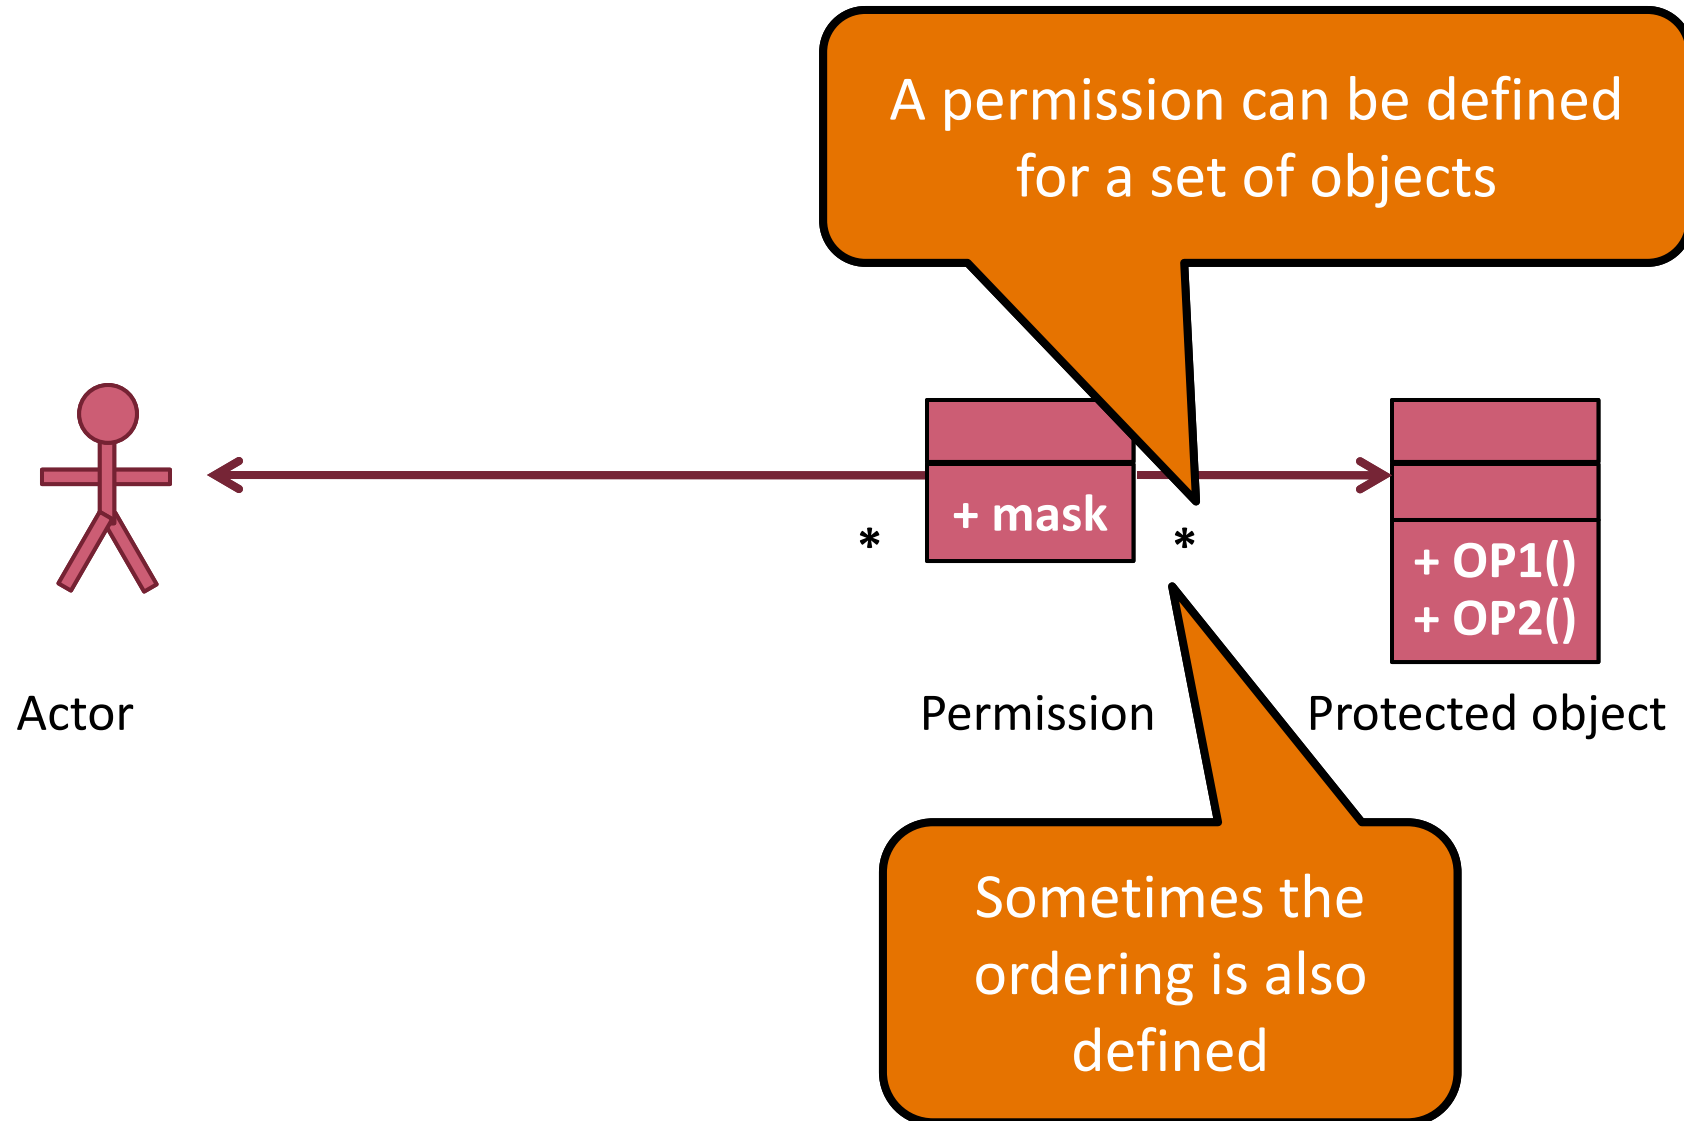 A permission can be defined
for a set of objects
+ mask
*
*
+ OP1()
+ OP2()
Actor
Permission
Protected object
Sometimes the
ordering is also
defined